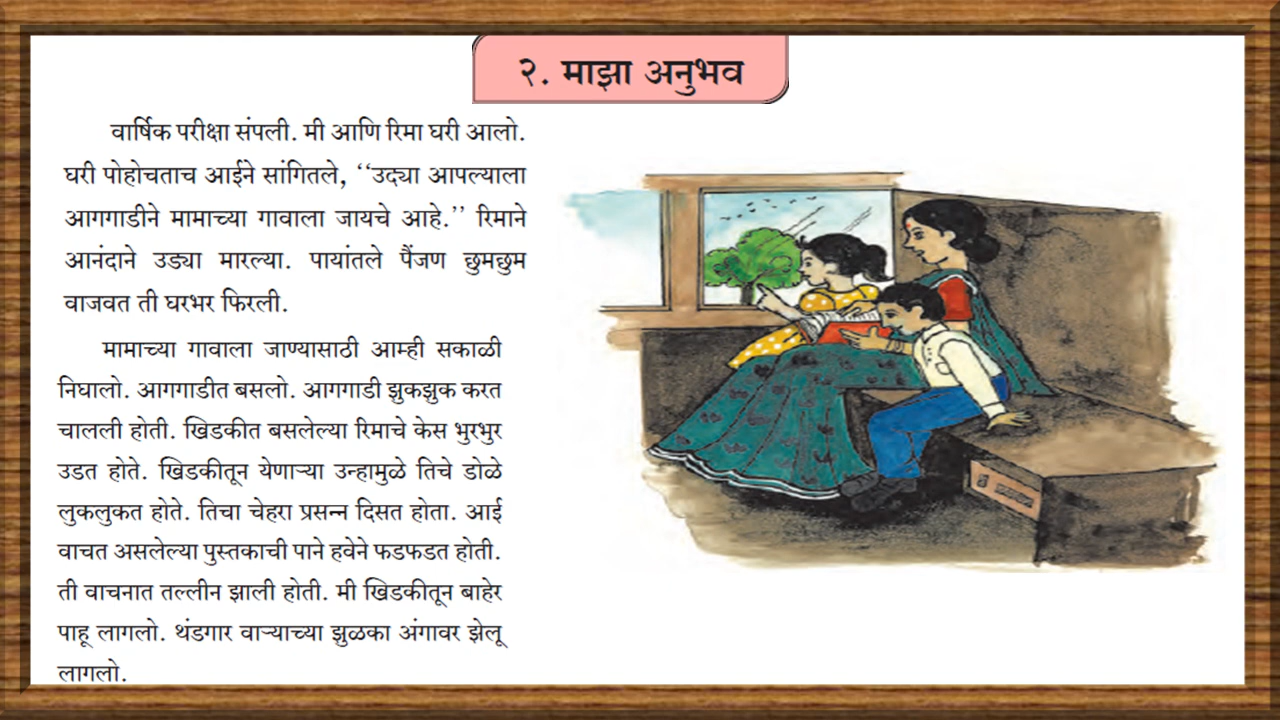 २. माझा अनुभव
वार्षिक परीक्षा संपली. मी आणि रिमा घरी आलो.
घरी पोहोचताच आईने सांगितले, ‘‘उद्या आपल्याला
आगगाडीने मामाच्या गावाला जायचे आहे.’’ रिमाने
आनंदाने उड्या मारल्या. पायांतले पैंजण छुमछुम
वाजवत ती घरभर फिरली.
मामाच्या गावाला जाण्यासाठी आम्ही सकाळी
निघालो. आगगाडीत बसलो. आगगाडी झुकझुक करत
चालली होती. खिडकीत बसलेल्या रिमाचे केस भुरभुर
उडत होते. खिडकीतून येणाऱ्या उन्हामुळे तिचे डोळे
लुकलुकत होते. तिचा चेहरा प्रसन्न दिसत होता. आई
वाचत असलेल्या पुस्तकाची पाने हवेने फडफडत होती.
ती वाचनात तल्लीन झाली होती. मी खिडकीतून बाहेर
पाहू लागलो. थंडगार वाऱ्याच्या झुळका अंगावर झेलू
लागलो.